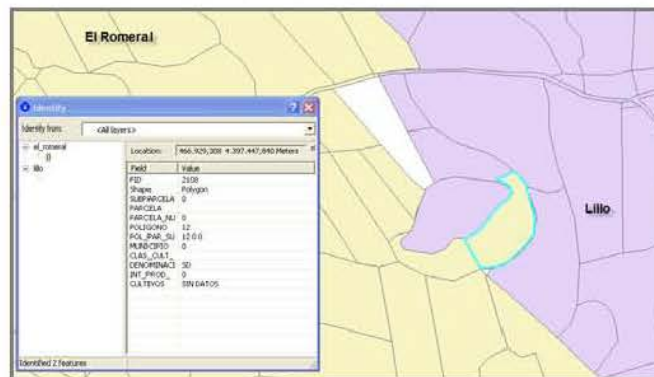 El Romeral
Lillo
Identify
Identify from: <All layers>
el_romeral
0
lillo
Location: 466.929,308 4.397.447,840 Meters
Field Value
FID 2108
Shape Polygon
SUBPARCELA 0
PARCELA
PARCELA_NU 0
POLIGONO 12
POL_PAR_SU 12 0 0
MUNICIPIO 0
CLAS_CULT_
DENOMINACI SD
INT_PROD_ 0
CULTIVOS SIN DATOS
Identified 2 features